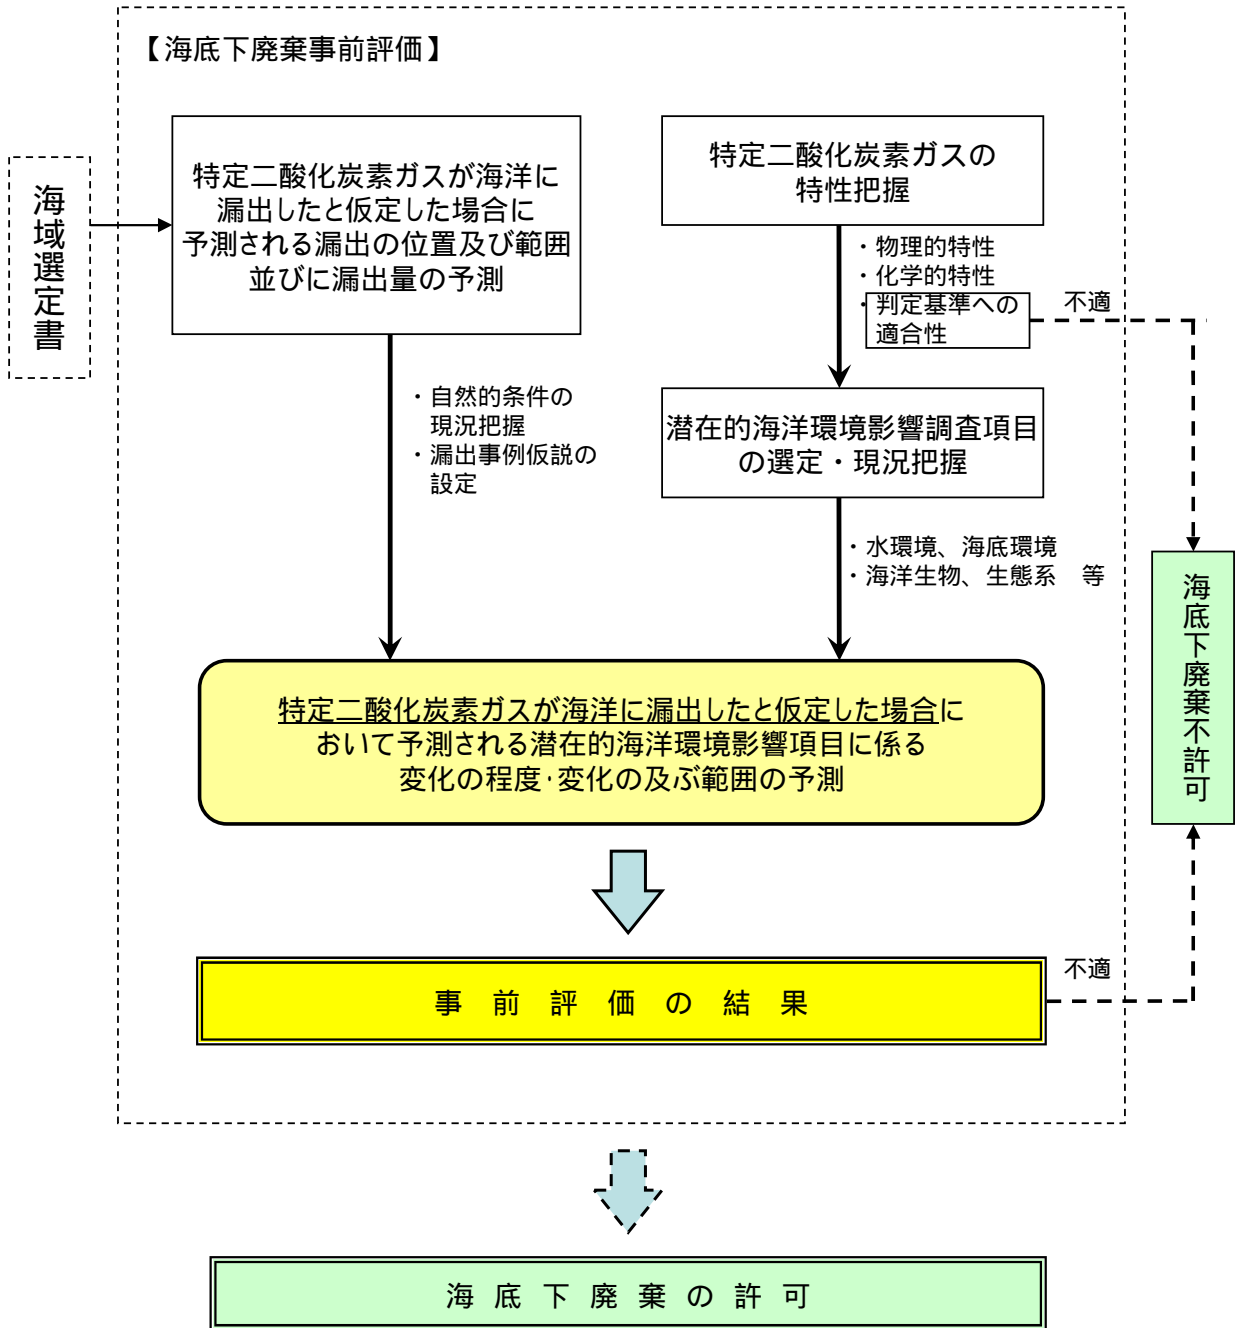 【海底下廃棄事前評価】
海域選定書
特定二酸化炭素ガスが海洋に
漏出したと仮定した場合に
予測される漏出の位置及び範囲
並びに漏出量の予測
・自然的条件の
現況把握
・漏出事例仮説の
設定
特定二酸化炭素ガスの
特性把握
・物理的特性
・化学的特性
・判定基準への
適合性
不適
潜在的海洋環境影響調査項目
の選定・現況把握
・水環境、海底環境
・海洋生物、生態系　等
海底下廃棄不許可
特定二酸化炭素ガスが海洋に漏出したと仮定した場合に
おいて予測される潜在的海洋環境影響項目に係る
変化の程度・変化の及ぶ範囲の予測
事　前　評　価　の　結　果
不適
海 底 下 廃 棄 の 許 可